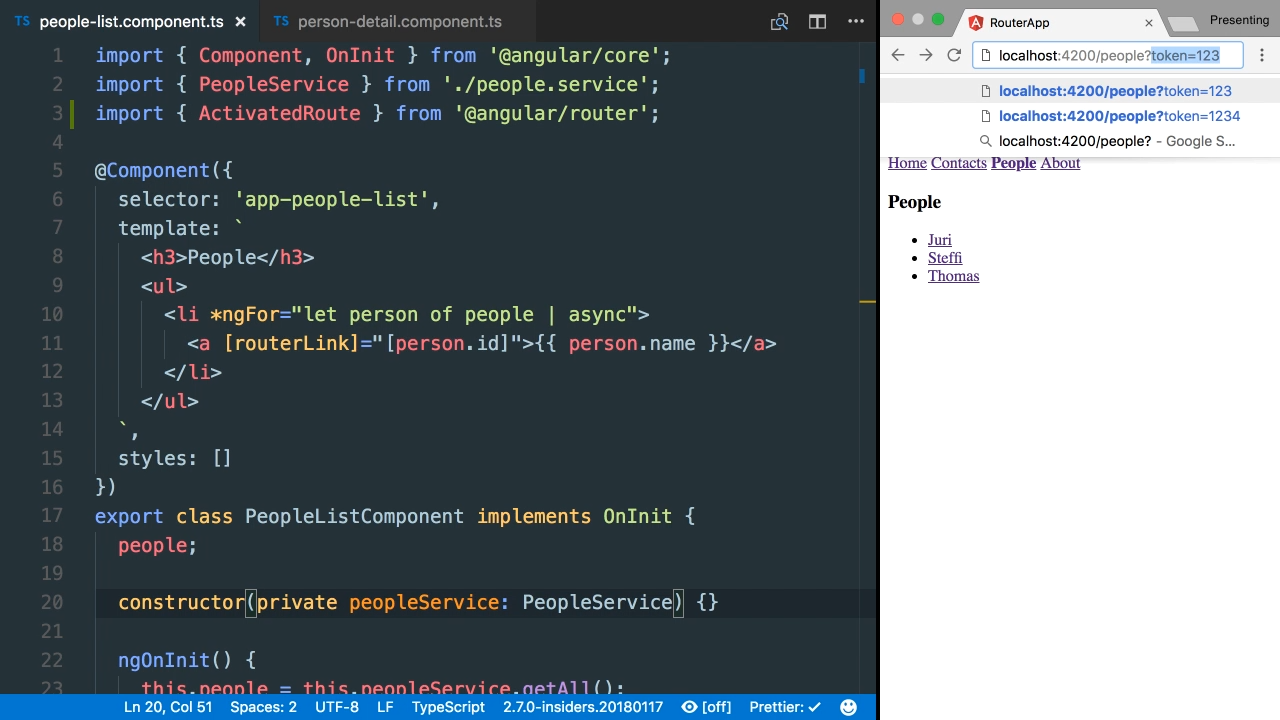 TS people-list.component.ts × TS person-detail.component.ts
1 import { Component, OnInit } from '@angular/core';
2 import { PeopleService } from './people.service';
3 import { ActivatedRoute } from '@angular/router';
4
5 @Component({
6 selector: 'app-people-list',
7 template: `
8 <h3>People</h3>
9 <ul>
10 <li *ngFor="let person of people | async">
11 <a [routerLink]="[person.id]">{{ person.name }}</a>
12 </li>
13 </ul>
14 `,
15 styles: []
16 })
17 export class PeopleListComponent implements OnInit {
18 people;
19
20 constructor(private peopleService: PeopleService) {}
21
22 ngOnInit() {
23 this.people = this.peopleService.getAll();
Ln 20, Col 51 Spaces: 2 UTF-8 LF TypeScript 2.7.0-insiders.20180117 [off] Prettier: ✓
RouterApp × Presenting
localhost:4200/people?token=123
localhost:4200/people?token=123
localhost:4200/people?token=1234
localhost:4200/people? - Google S...
Home Contacts People About
People
• Juri
• Steffi
• Thomas